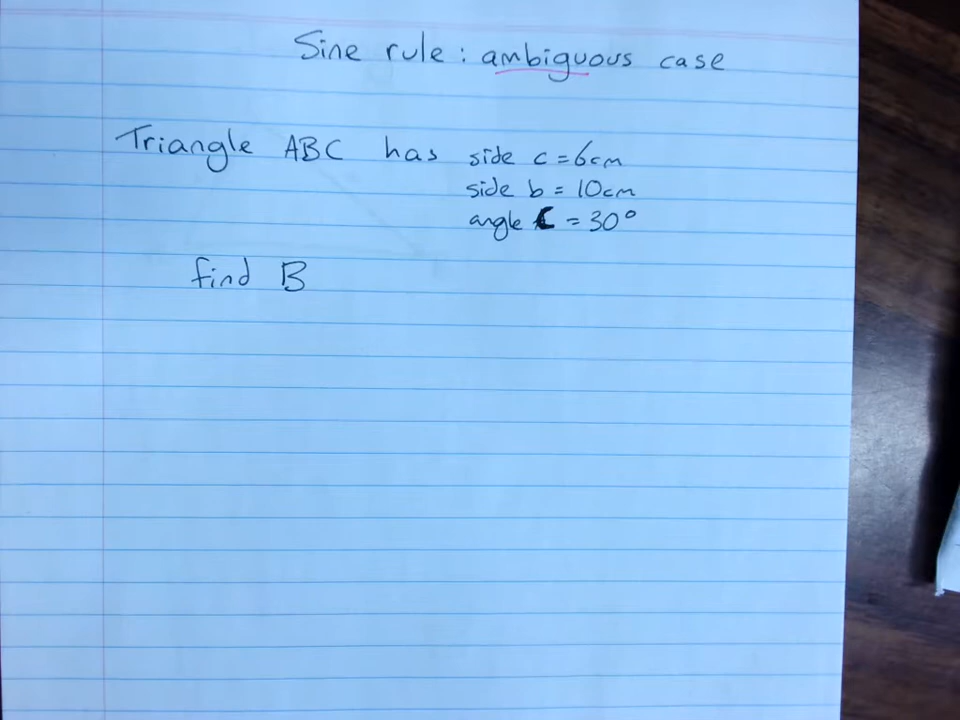 Sine rule : ambiguous case
Triangle ABC has side c = 6cm
side b = 10cm
angle C = 30°
find B